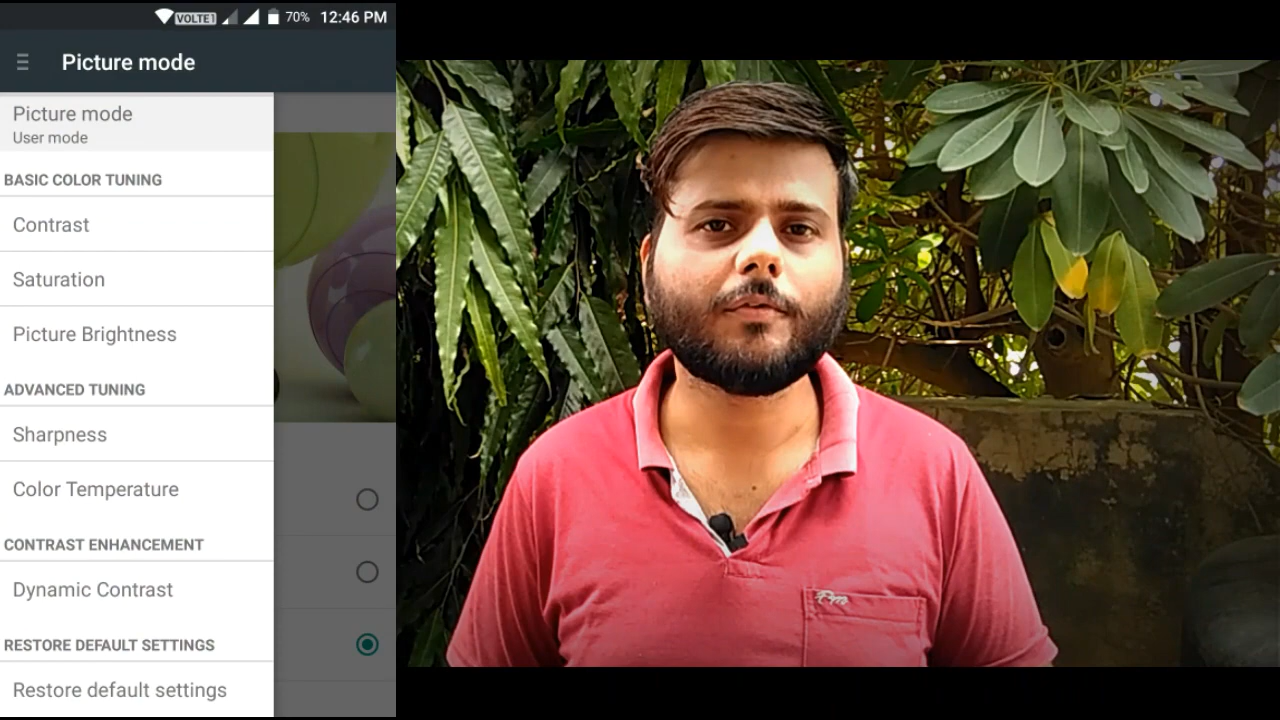 VOLTE1 70% 12:46 PM
Picture mode
Picture mode
User mode
BASIC COLOR TUNING
Contrast
Saturation
Picture Brightness
ADVANCED TUNING
Sharpness
Color Temperature
CONTRAST ENHANCEMENT
Dynamic Contrast
RESTORE DEFAULT SETTINGS
Restore default settings